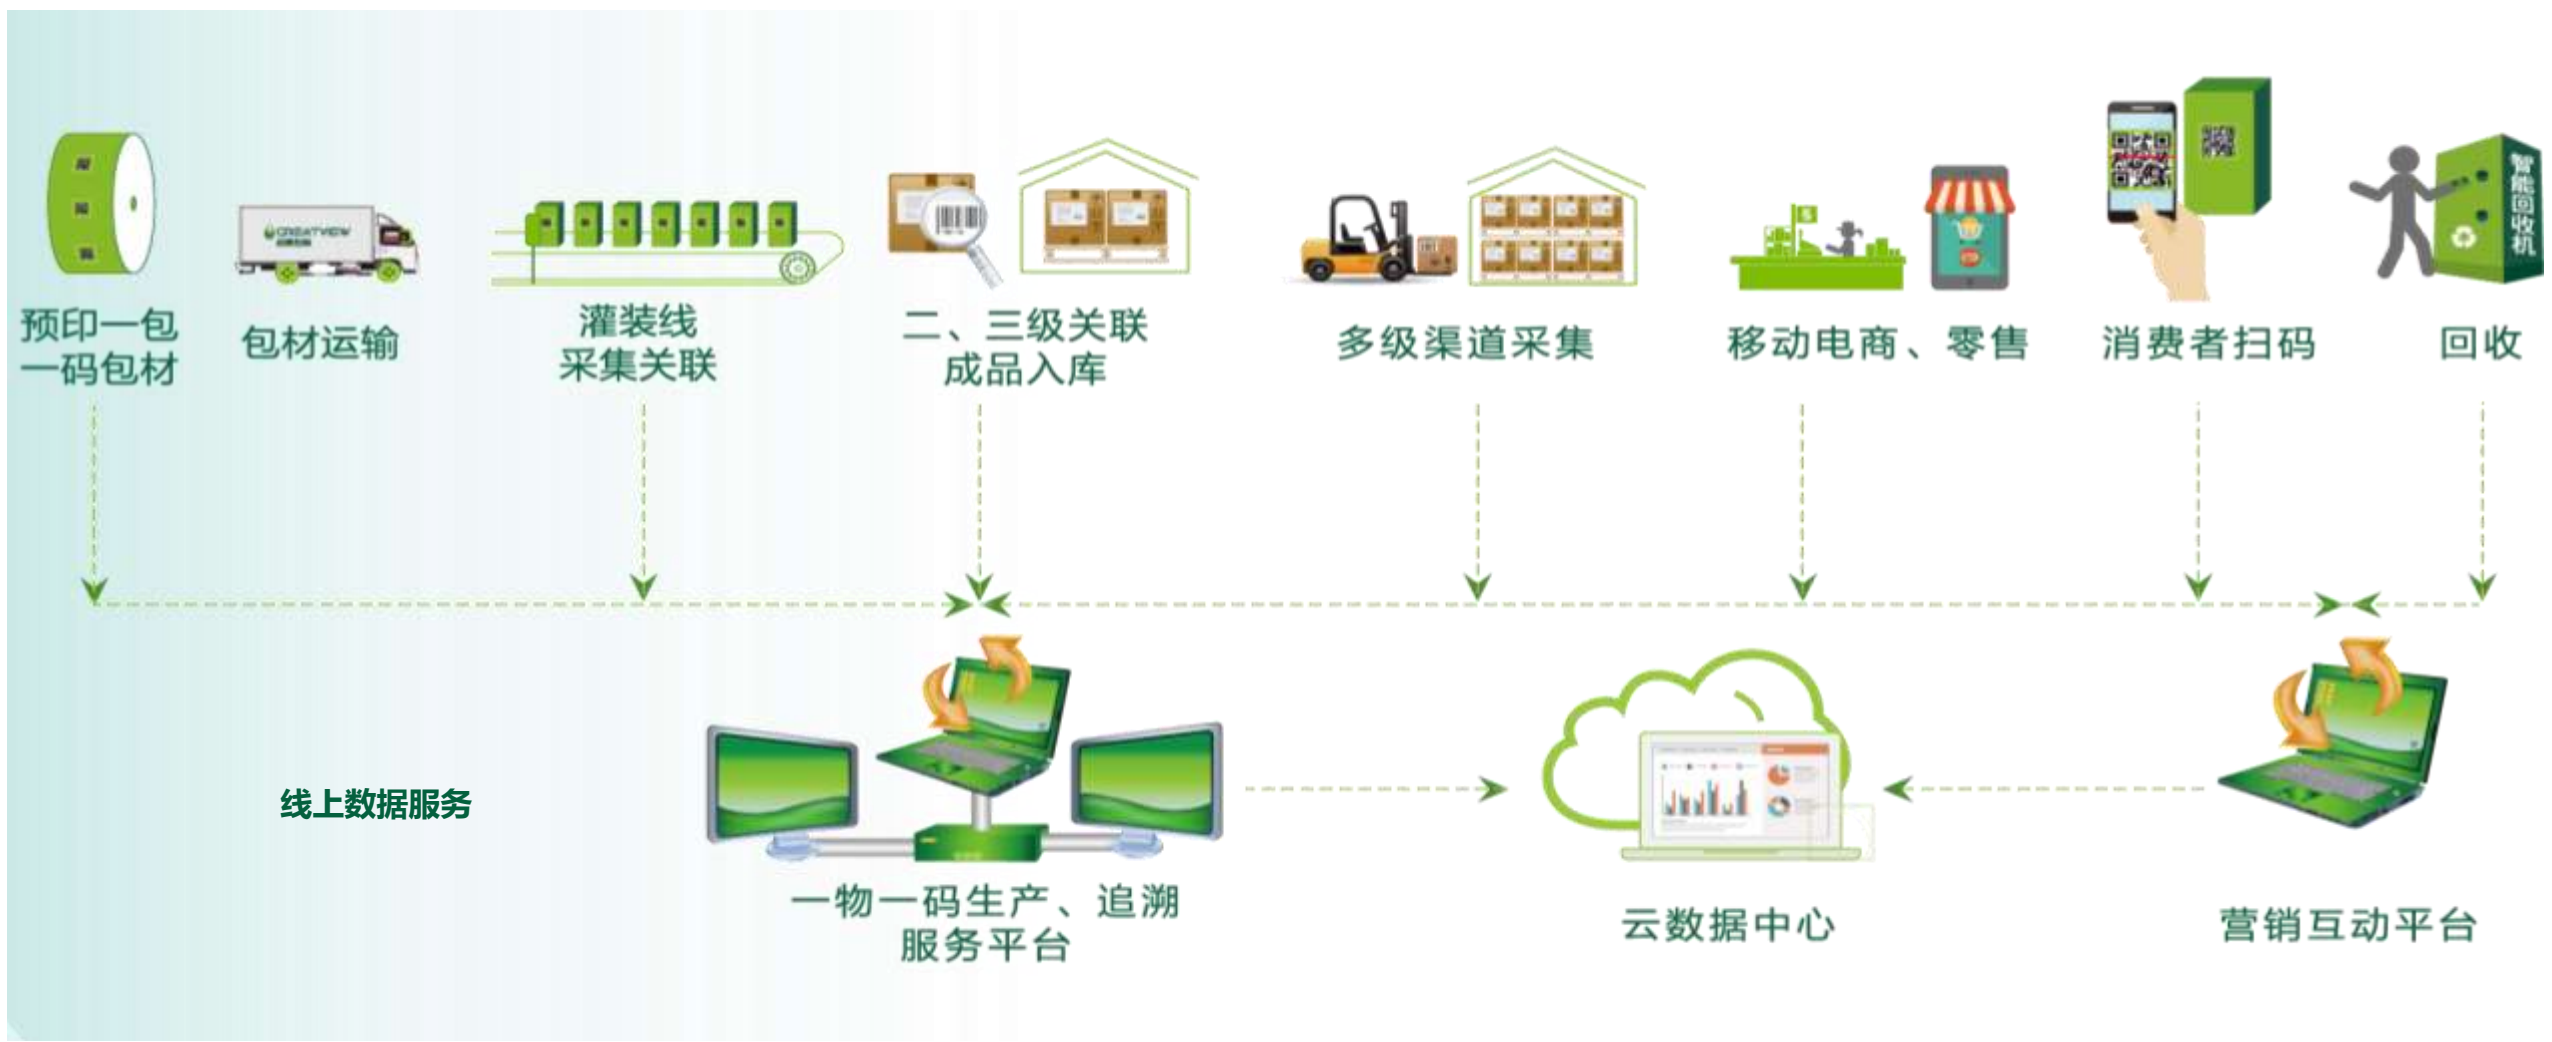 CREATVIEW
智能回收机
预印一包
一码包材
包材运输
灌装线
采集关联
二、三级关联
成品入库
多级渠道采集
移动电商、零售
消费者扫码
回收
线上数据服务
一物一码生产、追溯
服务平台
云数据中心
营销互动平台